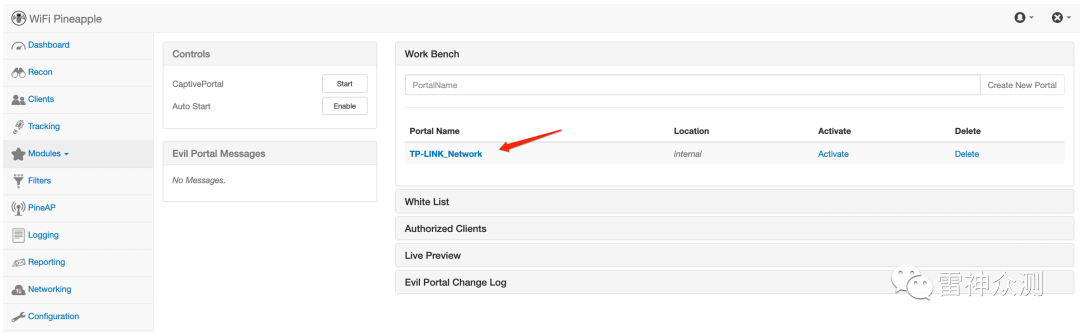 WiFi Pineapple
Dashboard
Recon
Clients
Tracking
Modules
Filters
PineAP
Logging
Reporting
Networking
Configuration
Controls
CaptivePortal Start
Auto Start Enable
Evil Portal Messages
No Messages.
Work Bench
PortalName Create New Portal
Portal Name Location Activate Delete
TP-LINK_Network internal Activate Delete
White List
Authorized Clients
Live Preview
Evil Portal Change Log
雷神众测